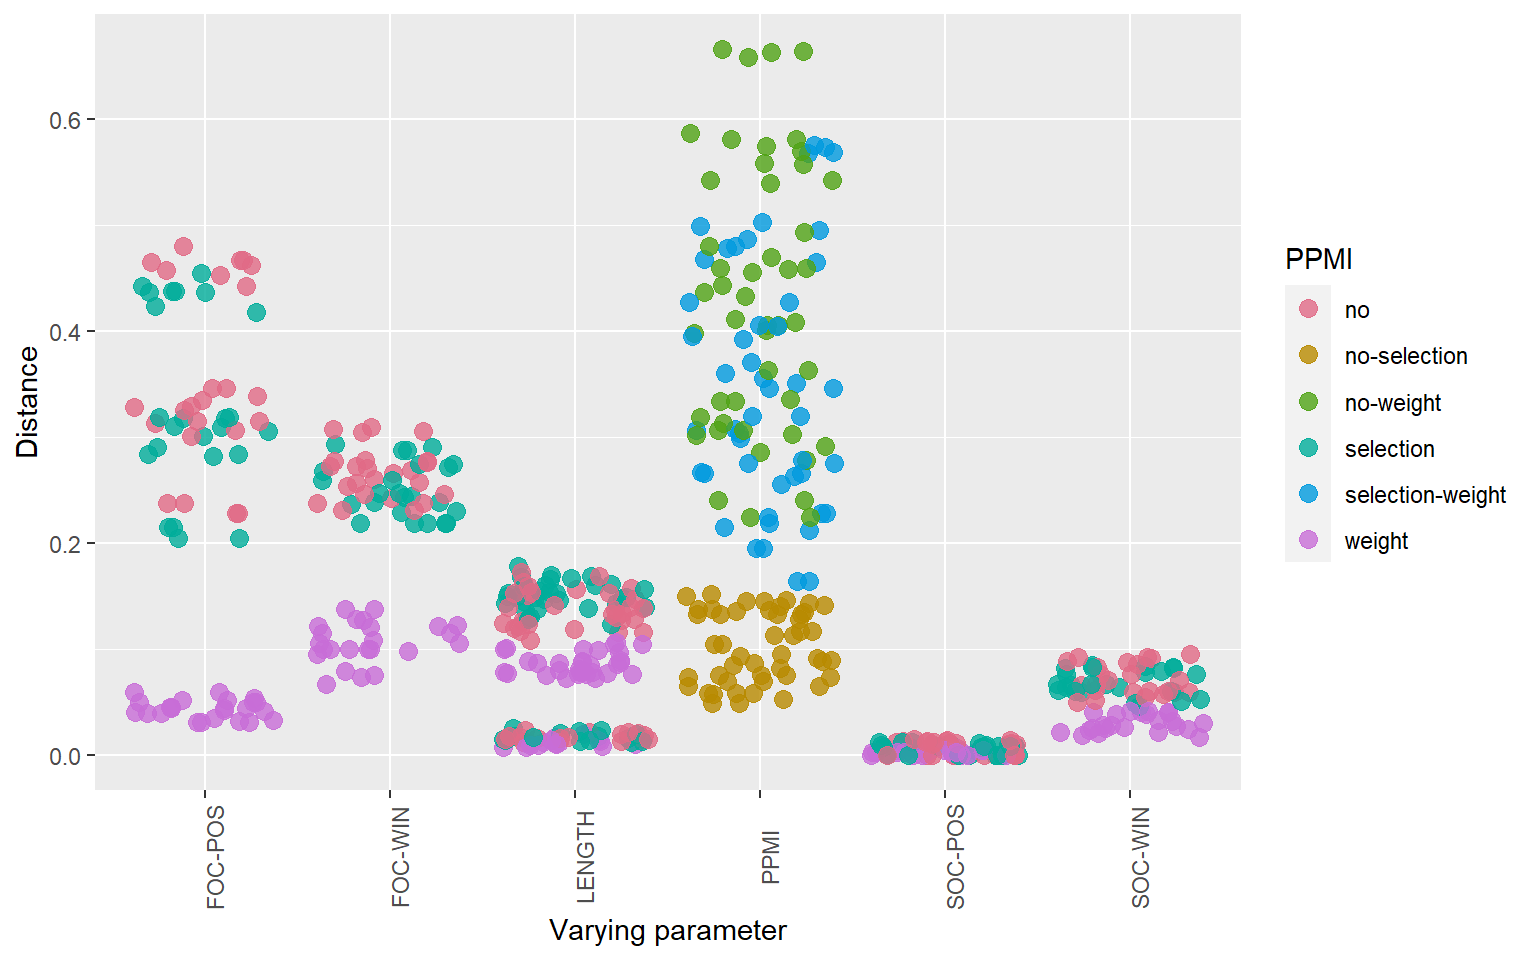 0.6
0.4
0.2
0.0
Distance
FOC-POS
FOC-WIN
LENGTH
PPMI
SOC-POS
SOC-WIN
Varying parameter
PPMI
no
no-selection
no-weight
selection
selection-weight
weight